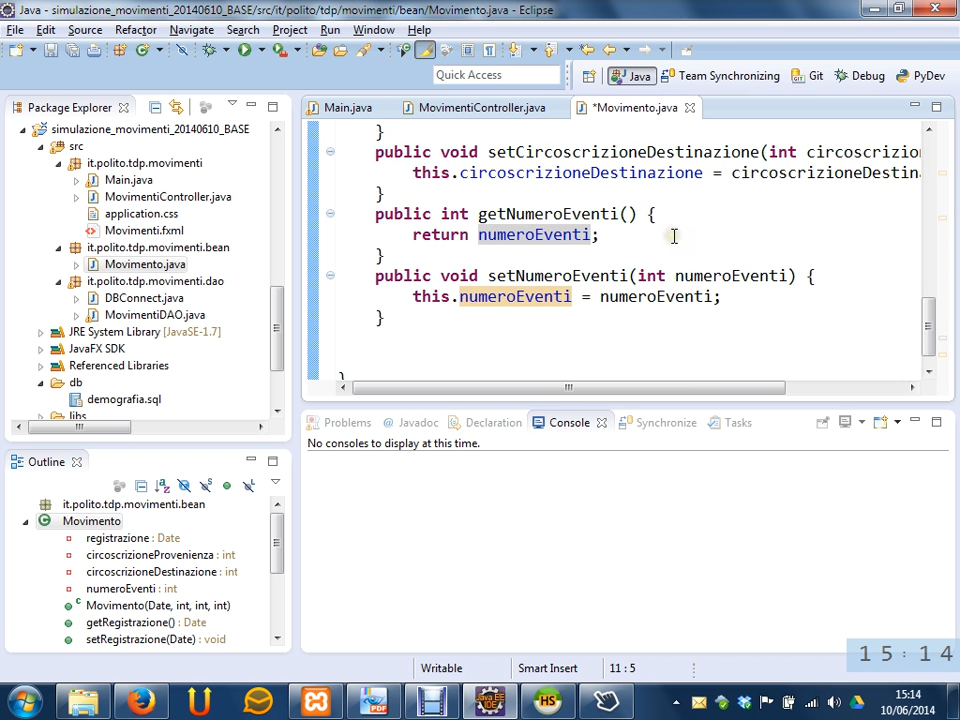 Java - simulazione_movimenti_20140610_BASE/src/it/polito/tdp/movimenti/bean/Movimento.java - Eclipse
File Edit Source Refactor Navigate Search Project Run Window Help
Quick Access
Java Team Synchronizing Git Debug PyDev
Package Explorer
simulazione_movimenti_20140610_BASE
src
it.polito.tdp.movimenti
Main.java
MovimentiController.java
application.css
Movimenti.fxml
it.polito.tdp.movimenti.bean
Movimento.java
it.polito.tdp.movimenti.dao
DBConnect.java
MovimentiDAO.java
JRE System Library [JavaSE-1.7]
JavaFX SDK
Referenced Libraries
db
demografia.sql
libs
Main.java MovimentiController.java *Movimento.java
}
public void setCircoscrizioneDestinazione(int circoscrizio
this.circoscrizioneDestinazione = circoscrizioneDestin
}
public int getNumeroEventi() {
return numeroEventi;
}
public void setNumeroEventi(int numeroEventi) {
this.numeroEventi = numeroEventi;
}
}
Problems @ Javadoc Declaration Console Synchronize Tasks
No consoles to display at this time.
Outline
it.polito.tdp.movimenti.bean
Movimento
registrazione : Date
circoscrizioneProvenienza : int
circoscrizioneDestinazione : int
numeroEventi : int
Movimento(Date, int, int, int)
getRegistrazione() : Date
setRegistrazione(Date) : void
Writable Smart Insert 11 : 5
15:14
15:14
10/06/2014
PDF
Java EE
IDE
HS